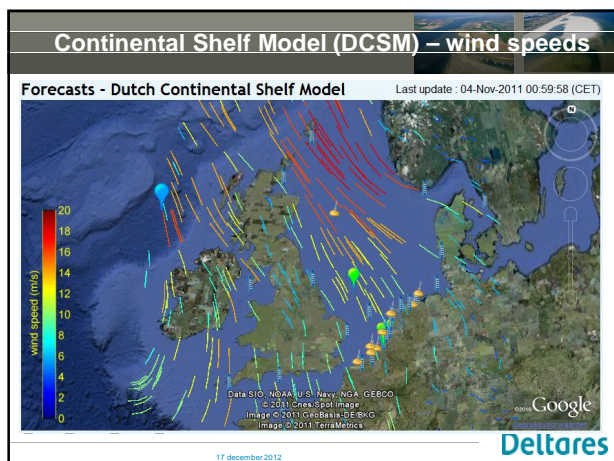 Continental Shelf Model (DCSM) – wind speeds
Forecasts - Dutch Continental Shelf Model
Last update : 04-Nov-2011 00:59:58 (CET)
N
20
18
16
14
12
10
8
6
4
2
0
wind speed (m/s)
Data SIO, NOAA, U.S. Navy, NGA, GEBCO
© 2011 Cnes/Spot Image
Image © 2011 GeoBasis-DE/BKG
Image © 2011 TerraMetrics
©2010 Google
Gebruiksvoorwaarden
17 december 2012
Deltares